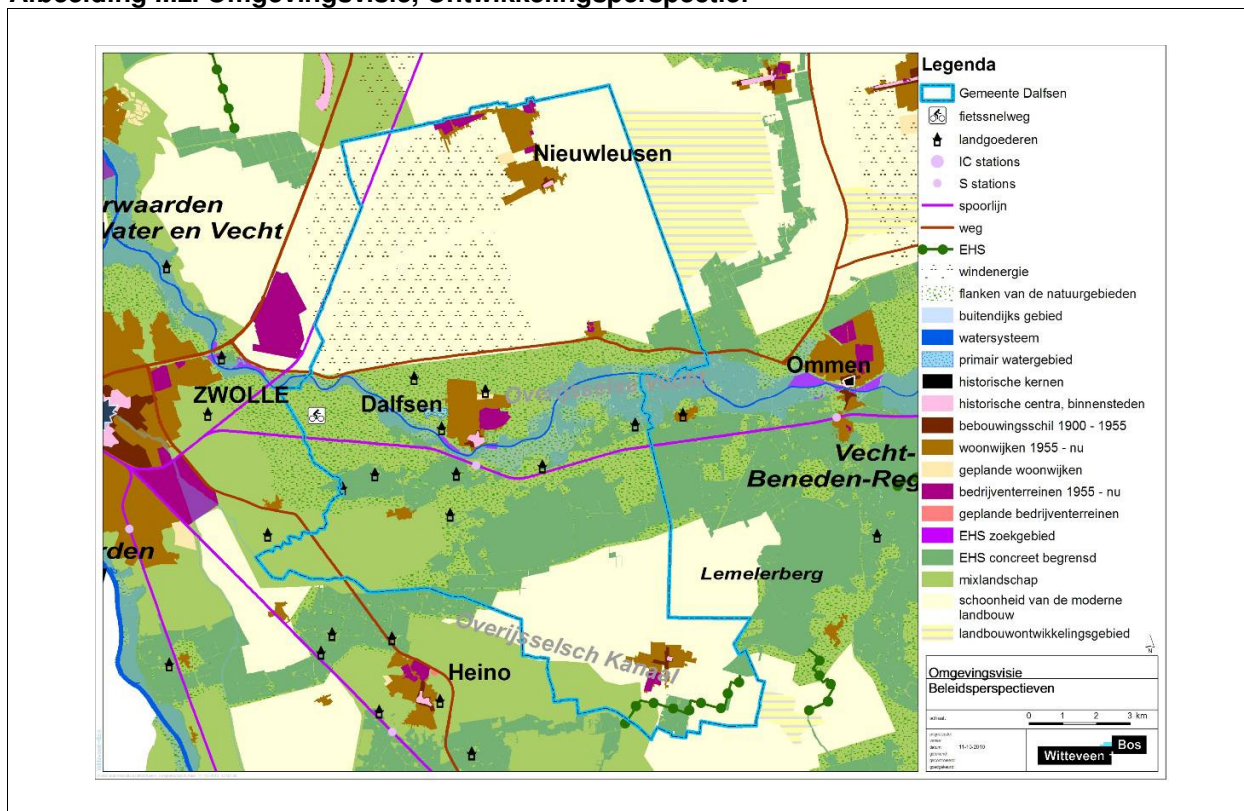 Afbeelding III.2. Omgevingsvisie, Ontwikkelingsperspectief
Nieuwleusen
rwaarden
Water en Vecht
Ommen
ZWOLLE
Dalfsen
Overijsselse Vecht
Vecht-
Beneden-Reg
rden
Lemelerberg
Overijsselsch Kanaal
Heino
Legenda
Gemeente Dalfsen
fietssnelweg
landgoederen
IC stations
S stations
spoorlijn
weg
EHS
windenergie
flanken van de natuurgebieden
buitendijks gebied
watersysteem
primair watergebied
historische kernen
historische centra, binnensteden
bebouwingsschil 1900 - 1955
woonwijken 1955 - nu
geplande woonwijken
bedrijventerreinen 1955 - nu
geplande bedrijventerreinen
EHS zoekgebied
EHS concreet begrensd
mixlandschap
schoonheid van de moderne
landbouw
landbouwontwikkelingsgebied
N
Omgevingsvisie
Beleidsperspectieven
0 1 2 3 km
11-10-2010
Witteveen + Bos